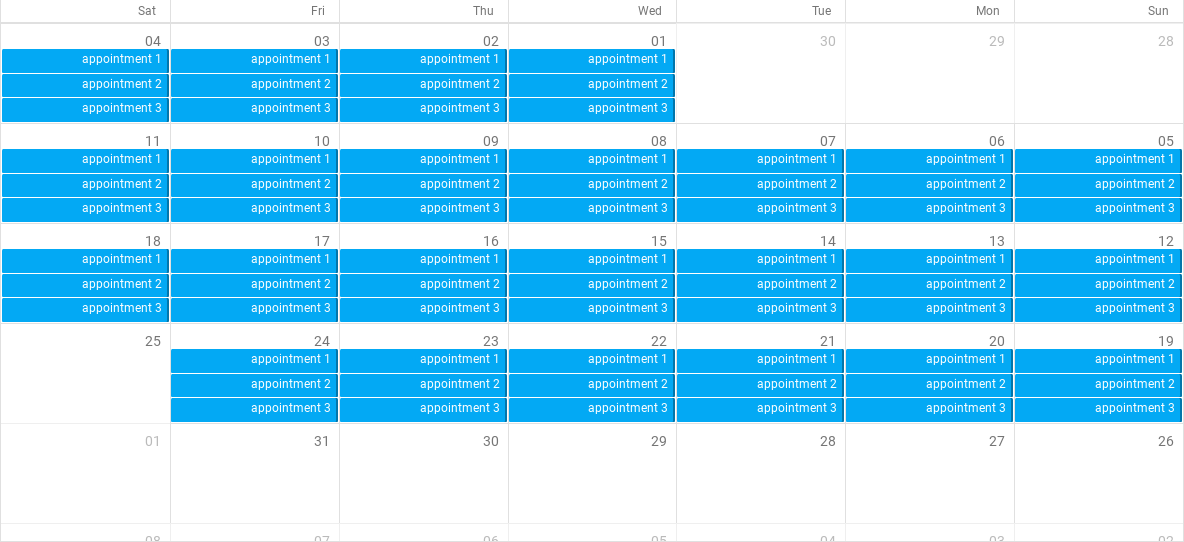 Sat Fri Thu Wed Tue Mon Sun
04 03 02 01 30 29 28
appointment 1 appointment 1 appointment 1 appointment 1
appointment 2 appointment 2 appointment 2 appointment 2
appointment 3 appointment 3 appointment 3 appointment 3
11 10 09 08 07 06 05
appointment 1 appointment 1 appointment 1 appointment 1 appointment 1 appointment 1 appointment 1
appointment 2 appointment 2 appointment 2 appointment 2 appointment 2 appointment 2 appointment 2
appointment 3 appointment 3 appointment 3 appointment 3 appointment 3 appointment 3 appointment 3
18 17 16 15 14 13 12
appointment 1 appointment 1 appointment 1 appointment 1 appointment 1 appointment 1 appointment 1
appointment 2 appointment 2 appointment 2 appointment 2 appointment 2 appointment 2 appointment 2
appointment 3 appointment 3 appointment 3 appointment 3 appointment 3 appointment 3 appointment 3
25 24 23 22 21 20 19
appointment 1 appointment 1 appointment 1 appointment 1 appointment 1 appointment 1
appointment 2 appointment 2 appointment 2 appointment 2 appointment 2 appointment 2
appointment 3 appointment 3 appointment 3 appointment 3 appointment 3 appointment 3
01 31 30 29 28 27 26
08 07 06 05 04 03 02